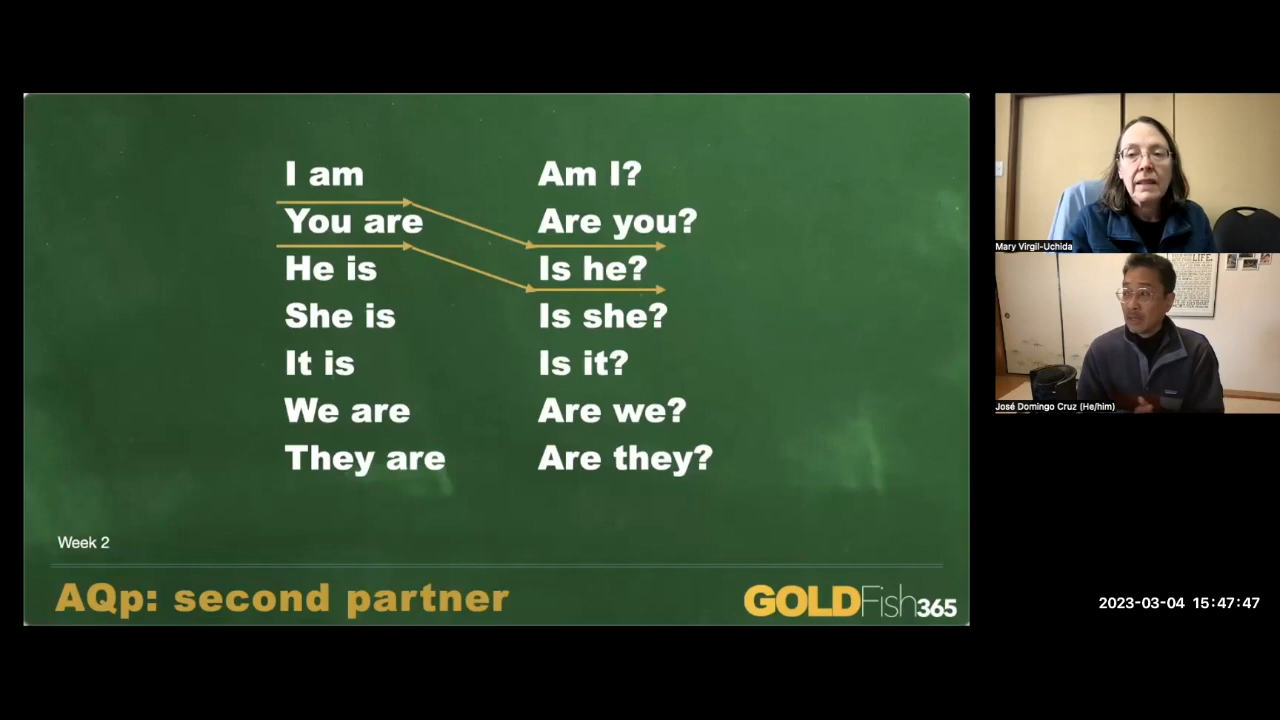 I am Am I?
You are Are you?
He is Is he?
She is Is she?
It is Is it?
We are Are we?
They are Are they?
Week 2
AQp: second partner
GOLDFish365
Mary Virgil-Uchida
LIFE.
José Domingo Cruz (He/him)
2023-03-04 15:47:47